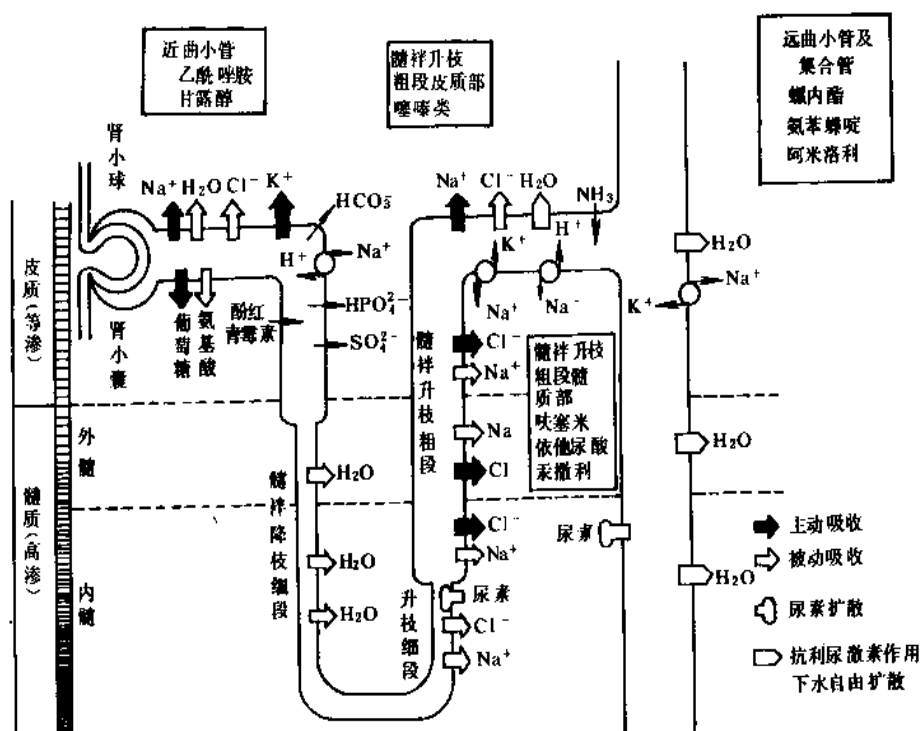 近曲小管
乙酰唑胺
甘露醇
髓袢升枝
粗段皮质部
噻嗪类
远曲小管及
集合管
螺内酯
氨苯蝶啶
阿米洛利
肾小球
Na⁺
H₂O
Cl⁻
K⁺
HCO₃⁻
Na⁺
H⁺
HPO₄²⁻
SO₄²⁻
葡萄糖
氨基酸
酚红
青霉素
肾小囊
皮质(等渗)
髓质(高渗)
外髓
内髓
髓袢降枝细段
H₂O
H₂O
H₂O
髓袢升枝粗段
升枝细段
Na⁺
Cl⁻
H₂O
NH₃
K⁺
H⁺
Na⁺
Na⁻
Cl⁻
Na⁺
Na
Cl
Cl⁻
Na⁺
尿素
Cl⁻
Na⁺
髓袢升枝
粗段髓
质部
呋塞米
依他尿酸
汞撒利
尿素
H₂O
Na⁺
K⁺
H₂O
H₂O
主动吸收
被动吸收
尿素扩散
抗利尿激素作用
下水自由扩散